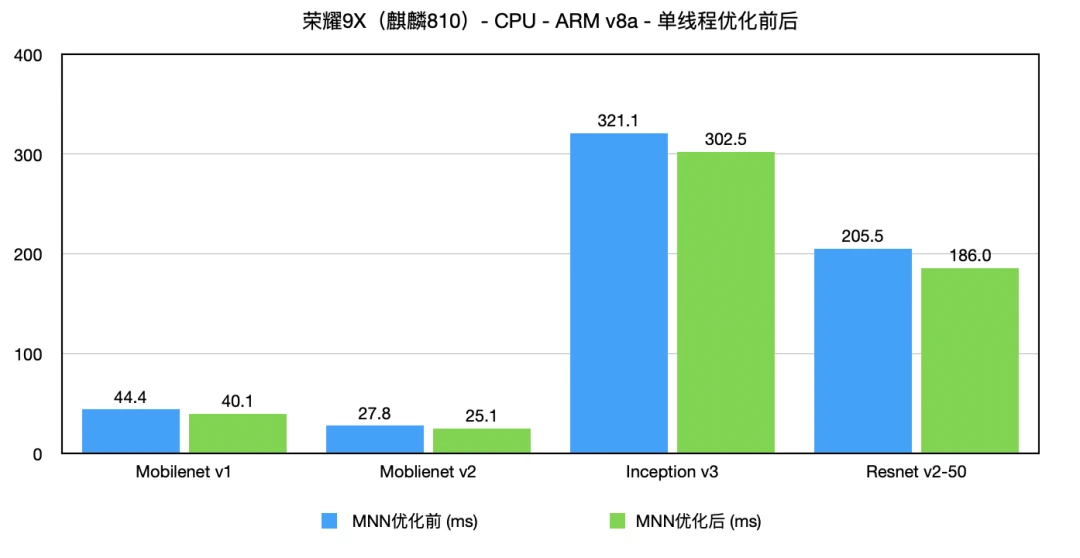 荣耀9X（麒麟810）- CPU - ARM v8a - 单线程优化前后
400
300
200
100
0
44.4
40.1
27.8
25.1
321.1
302.5
205.5
186.0
Mobilenet v1
Moblienet v2
Inception v3
Resnet v2-50
MNN优化前 (ms)
MNN优化后 (ms)